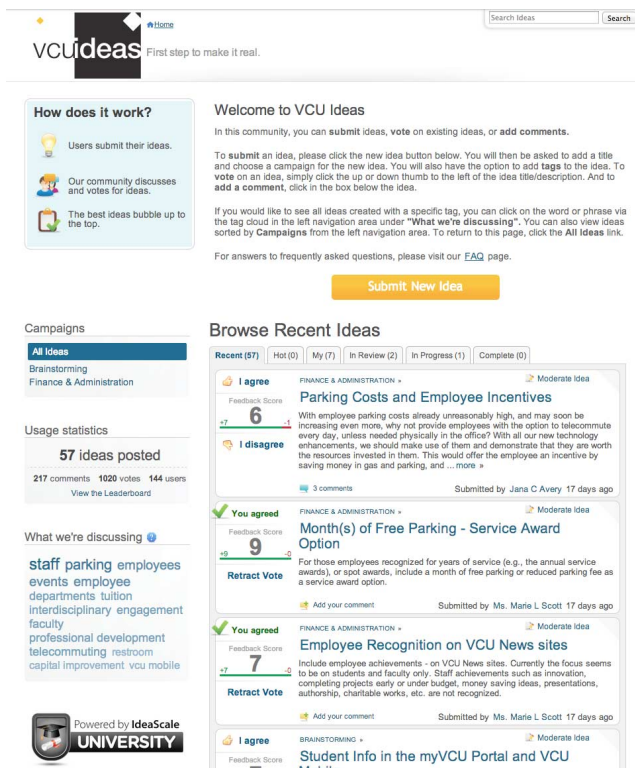 Home
Search Ideas
Search
vcuideas
First step to make it real.
How does it work?
Users submit their ideas.
Our community discusses
and votes for ideas.
The best ideas bubble up to
the top.
Welcome to VCU Ideas
In this community, you can submit ideas, vote on existing ideas, or add comments.
To submit an idea, please click the new idea button below. You will then be asked to add a title
and choose a campaign for the new idea. You will also have the option to add tags to the idea. To
vote on an idea, simply click the up or down thumb to the left of the idea title/description. And to
add a comment, click in the box below the idea.
If you would like to see all ideas created with a specific tag, you can click on the word or phrase via
the tag cloud in the left navigation area under "What we're discussing". You can also view ideas
sorted by Campaigns from the left navigation area. To return to this page, click the All Ideas link.
For answers to frequently asked questions, please visit our FAQ page.
Submit New Idea
Campaigns
All Ideas
Brainstorming
Finance & Administration
Usage statistics
57 ideas posted
217 comments 1020 votes 144 users
View the Leaderboard
What we're discussing
staff parking employees
events employee
departments tuition
interdisciplinary engagement
faculty
professional development
telecommuting restroom
capital improvement vcu mobile
Powered by IdeaScale
UNIVERSITY
Browse Recent Ideas
Recent (57) Hot (0) My (7) In Review (2) In Progress (1) Complete (0)
I agree
Feedback Score
6
+7 -1
I disagree
FINANCE & ADMINISTRATION »
Moderate Idea
Parking Costs and Employee Incentives
With employee parking costs already unreasonably high, and may soon be
increasing even more, why not provide employees with the option to telecommute
every day, unless needed physically in the office? With all our new technology
enhancements, we should make use of them and demonstrate that they are worth
the resources invested in them. This would offer the employee an incentive by
saving money in gas and parking, and ... more »
3 comments
Submitted by Jana C Avery 17 days ago
You agreed
Feedback Score
9
+9 -0
Retract Vote
FINANCE & ADMINISTRATION »
Moderate Idea
Month(s) of Free Parking - Service Award
Option
For those employees recognized for years of service (e.g., the annual service
awards), or spot awards, include a month of free parking or reduced parking fee as
a service award option.
Add your comment
Submitted by Ms. Marie L Scott 17 days ago
You agreed
Feedback Score
7
+7 -0
Retract Vote
FINANCE & ADMINISTRATION »
Moderate Idea
Employee Recognition on VCU News sites
Include employee achievements - on VCU News sites. Currently the focus seems
to be on students and faculty only. Staff achievements such as innovation,
completing projects early or under budget, money saving ideas, presentations,
authorship, charitable works, etc. are not recognized.
Add your comment
Submitted by Ms. Marie L Scott 17 days ago
I agree
Feedback Score
BRAINSTORMING »
Moderate Idea
Student Info in the myVCU Portal and VCU